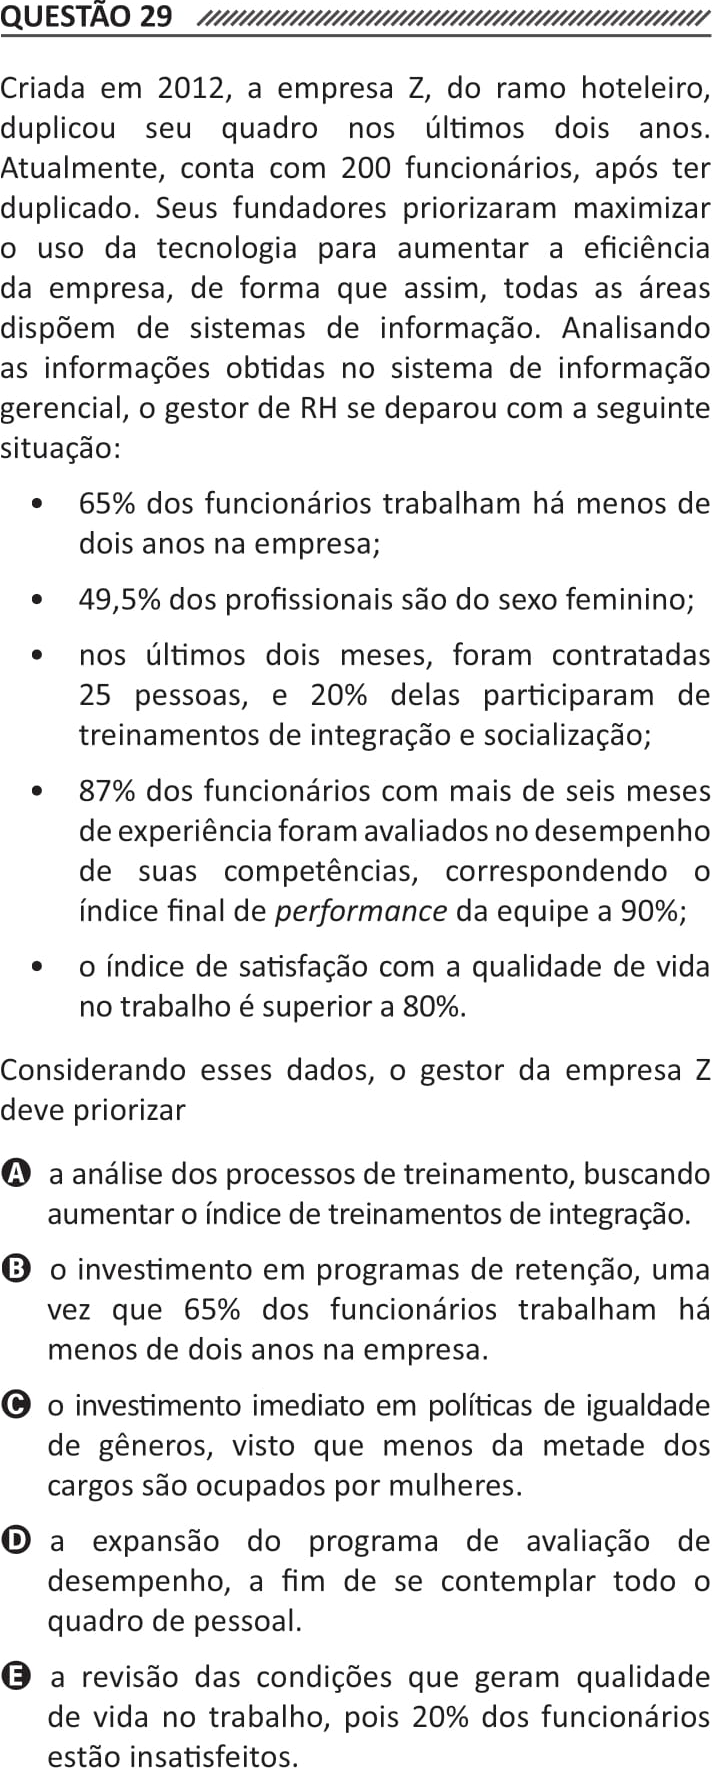 QUESTÃO 29
Criada em 2012, a empresa Z, do ramo hoteleiro,
duplicou seu quadro nos últimos dois anos.
Atualmente, conta com 200 funcionários, após ter
duplicado. Seus fundadores priorizaram maximizar
o uso da tecnologia para aumentar a eficiência
da empresa, de forma que assim, todas as áreas
dispõem de sistemas de informação. Analisando
as informações obtidas no sistema de informação
gerencial, o gestor de RH se deparou com a seguinte
situação:
• 65% dos funcionários trabalham há menos de
dois anos na empresa;
• 49,5% dos profissionais são do sexo feminino;
• nos últimos dois meses, foram contratadas
25 pessoas, e 20% delas participaram de
treinamentos de integração e socialização;
• 87% dos funcionários com mais de seis meses
de experiência foram avaliados no desempenho
de suas competências, correspondendo o
índice final de performance da equipe a 90%;
• o índice de satisfação com a qualidade de vida
no trabalho é superior a 80%.
Considerando esses dados, o gestor da empresa Z
deve priorizar
A a análise dos processos de treinamento, buscando
aumentar o índice de treinamentos de integração.
B o investimento em programas de retenção, uma
vez que 65% dos funcionários trabalham há
menos de dois anos na empresa.
C o investimento imediato em políticas de igualdade
de gêneros, visto que menos da metade dos
cargos são ocupados por mulheres.
D a expansão do programa de avaliação de
desempenho, a fim de se contemplar todo o
quadro de pessoal.
E a revisão das condições que geram qualidade
de vida no trabalho, pois 20% dos funcionários
estão insatisfeitos.